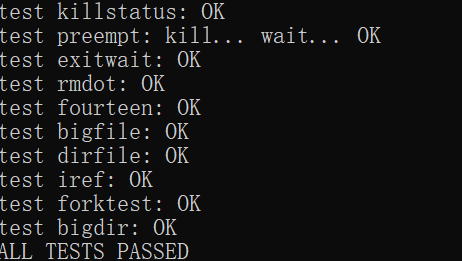 test killstatus: OK
test preempt: kill... wait... OK
test exitwait: OK
test rmdot: OK
test fourteen: OK
test bigfile: OK
test dirfile: OK
test iref: OK
test forktest: OK
test bigdir: OK
ALL TESTS PASSED